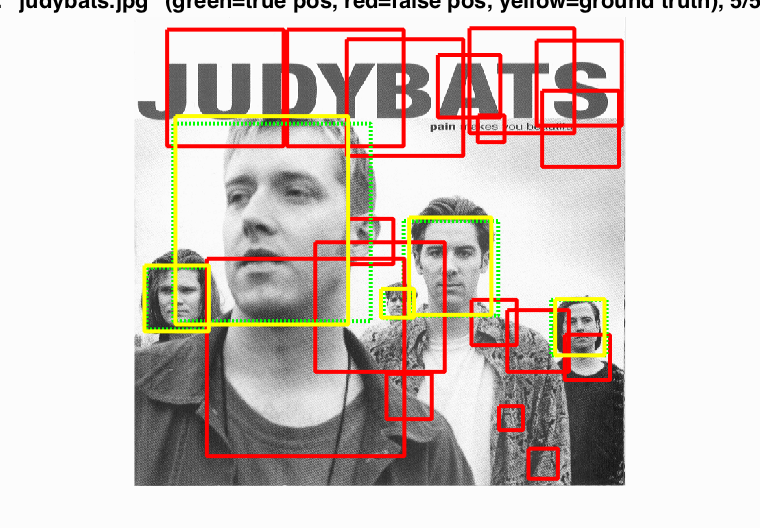 "judybats.jpg" (green=true pos, red=false pos, yellow=ground truth), 5/5
JUDYBATS
pain makes you beautiful